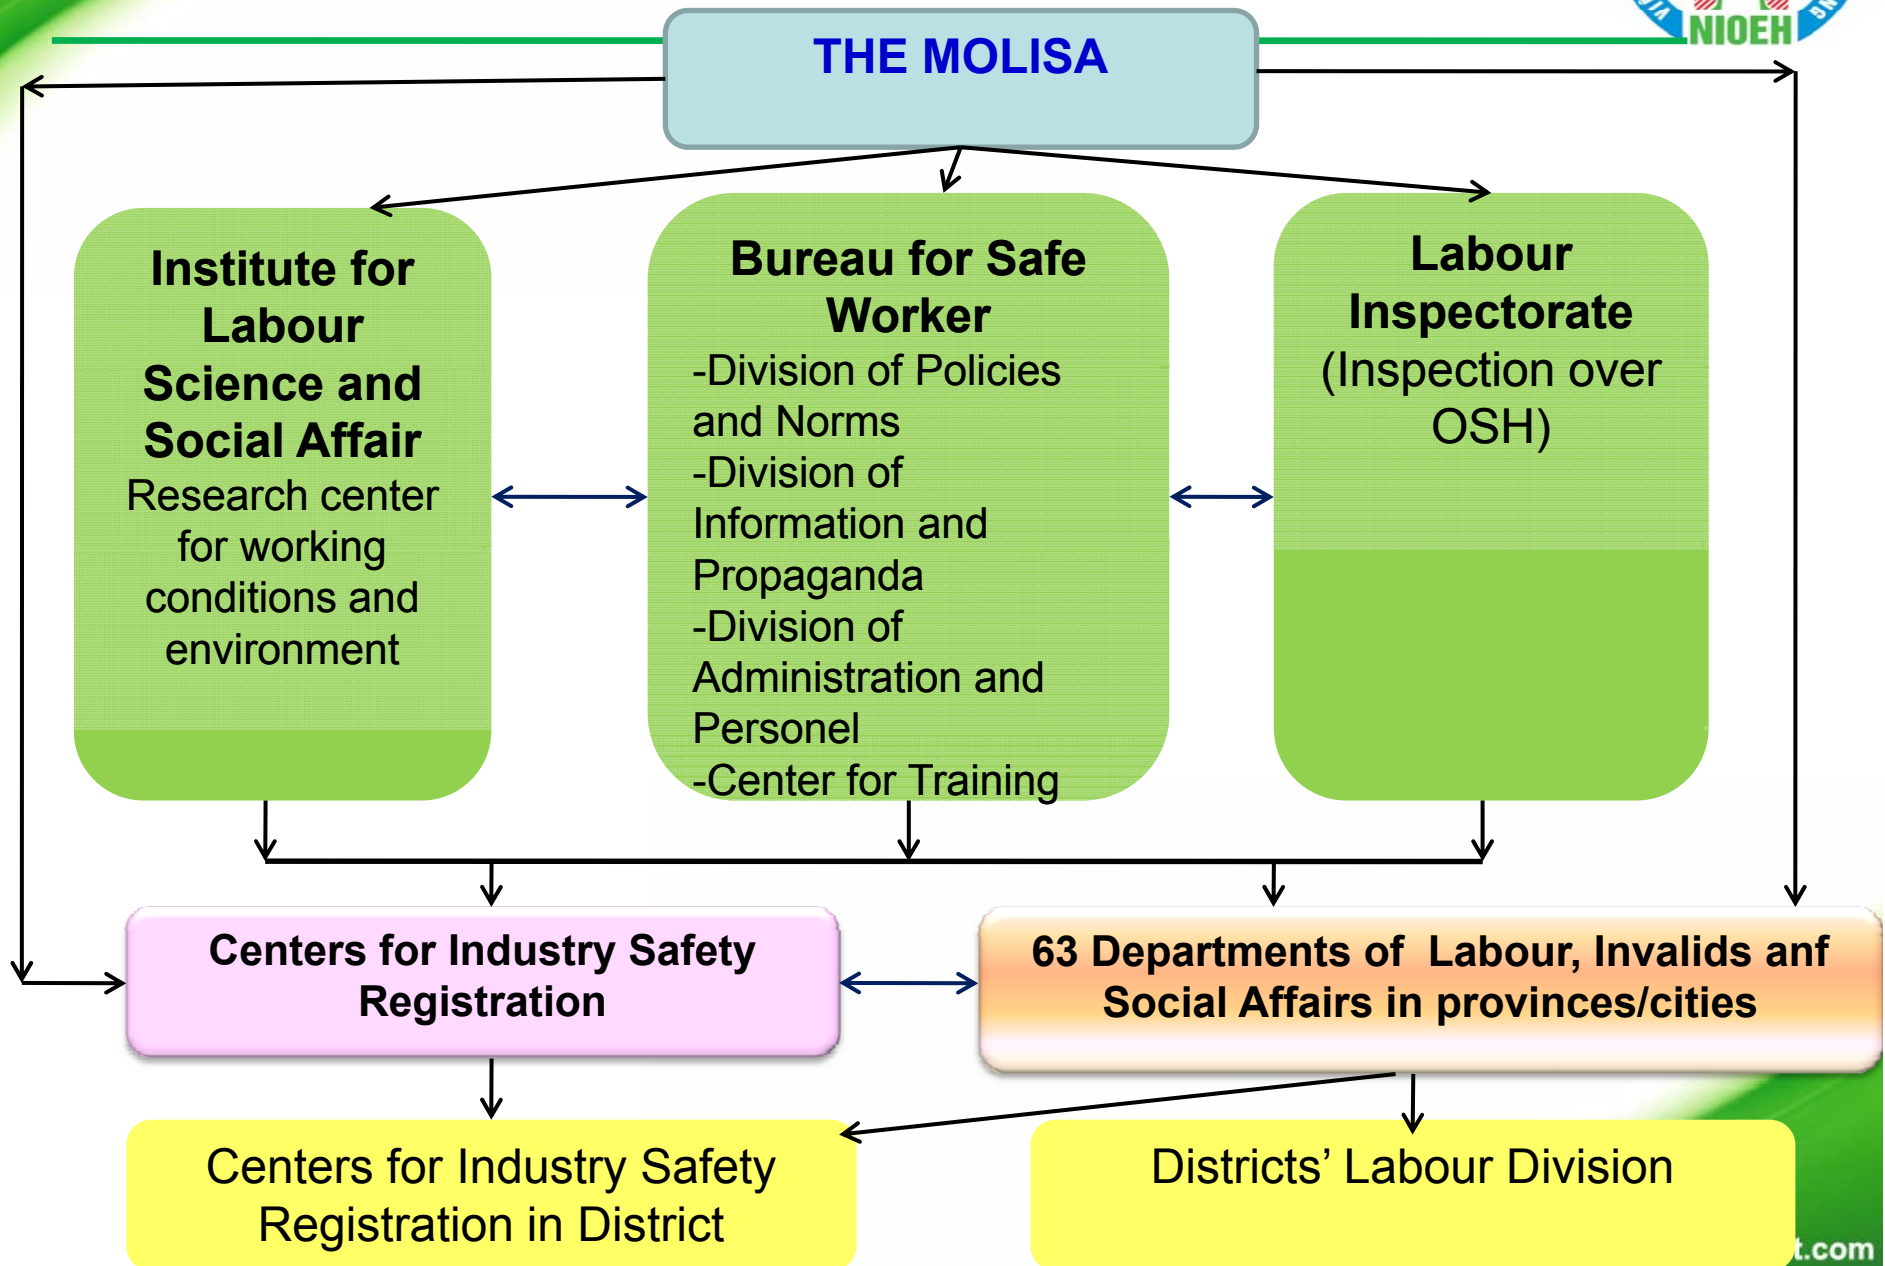 NIOEH
THE MOLISA
Institute for
Labour
Science and
Social Affair
Research center
for working
conditions and
environment
Bureau for Safe
Worker
-Division of Policies
and Norms
-Division of
Information and
Propaganda
-Division of
Administration and
Personel
-Center for Training
Labour
Inspectorate
(Inspection over
OSH)
Centers for Industry Safety
Registration
63 Departments of Labour, Invalids anf
Social Affairs in provinces/cities
Centers for Industry Safety
Registration in District
Districts’ Labour Division
t.com